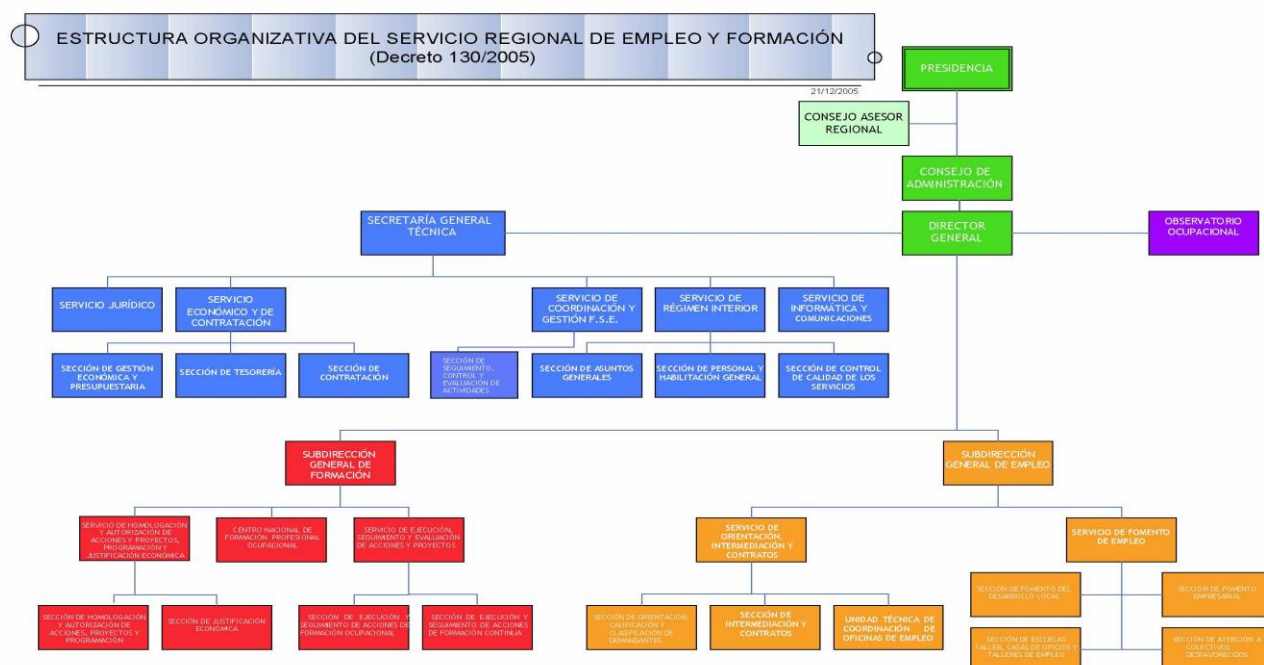 ESTRUCTURA ORGANIZATIVA DEL SERVICIO REGIONAL DE EMPLEO Y FORMACIÓN
(Decreto 130/2005)
21/12/2005
PRESIDENCIA
CONSEJO ASESOR
REGIONAL
CONSEJO DE
ADMINISTRACIÓN
SECRETARÍA GENERAL
TÉCNICA
DIRECTOR
GENERAL
OBSERVATORIO
OCUPACIONAL
SERVICIO JURÍDICO
SERVICIO
ECONÓMICO Y DE
CONTRATACIÓN
SERVICIO DE
COORDINACIÓN Y
GESTIÓN F.S.E.
SERVICIO DE
RÉGIMEN INTERIOR
SERVICIO DE
INFORMÁTICA Y
COMUNICACIONES
SECCIÓN DE GESTIÓN
ECONÓMICA Y
PRESUPUESTARIA
SECCIÓN DE TESORERÍA
SECCIÓN DE
CONTRATACIÓN
SECCIÓN DE
SEGUIMIENTO,
CONTROL Y
EVALUACIÓN DE
ACTIVIDADES
SECCIÓN DE ASUNTOS
GENERALES
SECCIÓN DE PERSONAL Y
HABILITACIÓN GENERAL
SECCIÓN DE CONTROL
DE CALIDAD DE LOS
SERVICIOS
SUBDIRECCIÓN
GENERAL DE
FORMACIÓN
SUBDIRECCIÓN
GENERAL DE EMPLEO
SERVICIO DE HOMOLOGACIÓN
Y AUTORIZACIÓN DE
ACCIONES Y PROYECTOS,
PROGRAMACIÓN Y
JUSTIFICACIÓN ECONÓMICA
CENTRO NACIONAL DE
FORMACIÓN PROFESIONAL
OCUPACIONAL
SERVICIO DE EJECUCIÓN,
SEGUIMIENTO Y EVALUACIÓN
DE ACCIONES Y PROYECTOS
SERVICIO DE
ORIENTACIÓN,
INTERMEDIACIÓN Y
CONTRATOS
SERVICIO DE FOMENTO
DE EMPLEO
SECCIÓN DE HOMOLOGACIÓN
Y AUTORIZACIÓN DE
ACCIONES, PROYECTOS Y
PROGRAMACIÓN
SECCIÓN DE JUSTIFICACIÓN
ECONÓMICA
SECCIÓN DE EJECUCIÓN Y
SEGUIMIENTO DE ACCIONES DE
FORMACIÓN OCUPACIONAL
SECCIÓN DE EJECUCIÓN Y
SEGUIMIENTO DE ACCIONES
DE FORMACIÓN CONTINUA
SECCIÓN DE ORIENTACIÓN,
CALIFICACIÓN Y
CLASIFICACIÓN DE
DEMANDANTES
SECCIÓN DE
INTERMEDIACIÓN Y
CONTRATOS
UNIDAD TÉCNICA DE
COORDINACIÓN DE
OFICINAS DE EMPLEO
SECCIÓN DE FOMENTO DEL
DESARROLLO LOCAL
SECCIÓN DE FOMENTO
EMPRESARIAL
SECCIÓN DE ESCUELAS
TALLER, CASAS DE OFICIOS Y
TALLERES DE EMPLEO
SECCIÓN DE ATENCIÓN A
COLECTIVOS
DESFAVORECIDOS